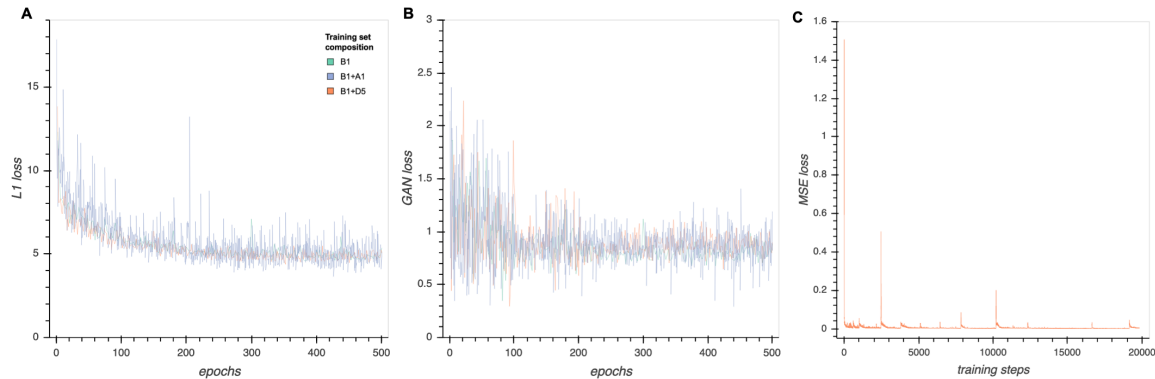 A
L1 loss
15
10
5
0
0 100 200 300 400 500
epochs
Training set
composition
B1
B1+A1
B1+D5
B
GAN loss
3
2.5
2
1.5
1
0.5
0
0 100 200 300 400 500
epochs
C
MSE loss
1.6
1.4
1.2
1
0.8
0.6
0.4
0.2
0
0 5000 10000 15000 20000
training steps